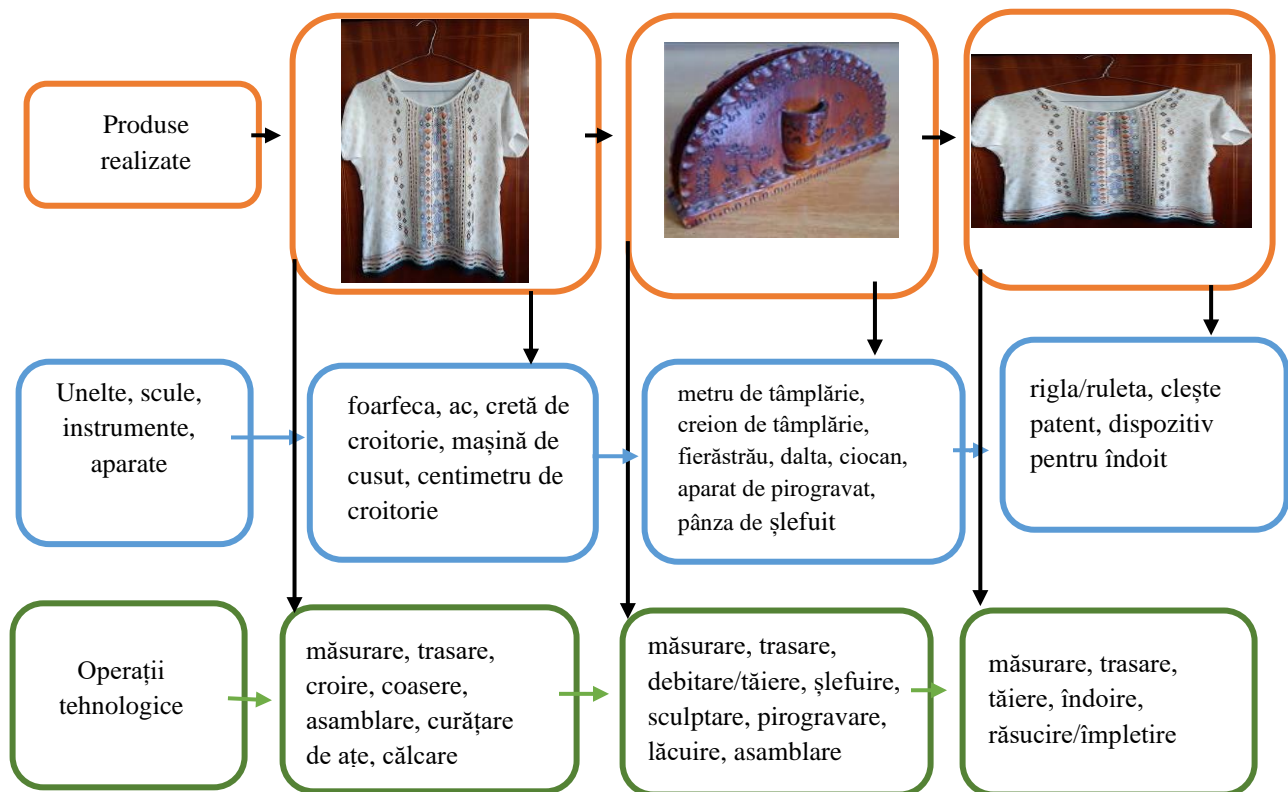 Produse
realizate
Unelte, scule,
instrumente,
aparate
foarfeca, ac, cretă de
croitorie, mașină de
cusut, centimetru de
croitorie
metru de tâmplărie,
creion de tâmplărie,
fierăstrău, dalta, ciocan,
aparat de pirogravat,
pânza de șlefuit
rigla/ruleta, clește
patent, dispozitiv
pentru îndoit
Operații
tehnologice
măsurare, trasare,
croire, coasere,
asamblare, curățare
de ațe, călcare
măsurare, trasare,
debitare/tăiere, șlefuire,
sculptare, pirogravare,
lăcuire, asamblare
măsurare, trasare,
tăiere, îndoire,
răsucire/împletire